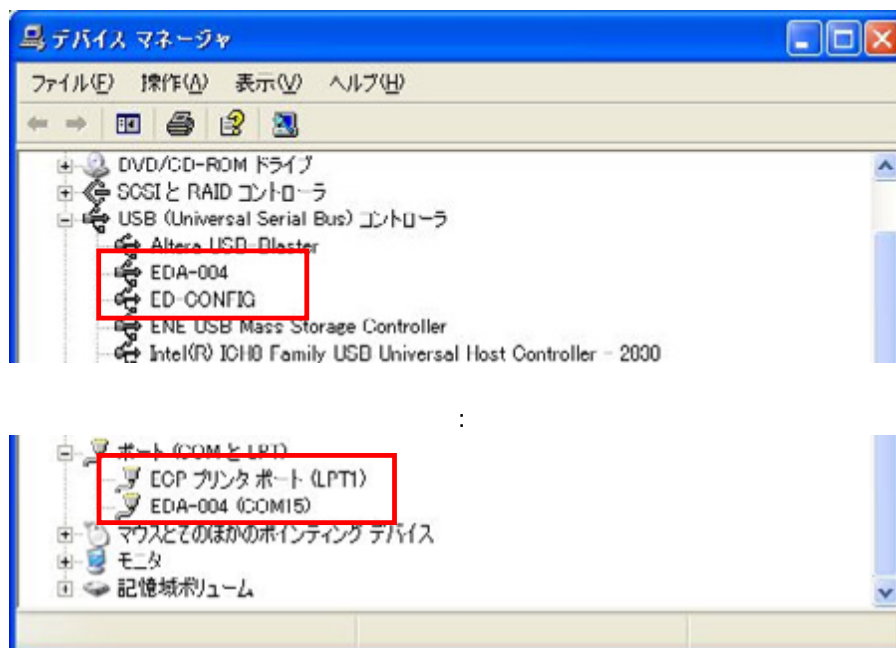 デバイス マネージャ
ファイル(F) 操作(A) 表示(V) ヘルプ(H)
DVD/CD-ROM ドライブ
SCSI と RAID コントローラ
USB (Universal Serial Bus) コントローラ
Altera USB-Blaster
EDA-004
ED-CONFIG
ENE USB Mass Storage Controller
Intel(R) ICH8 Family USB Universal Host Controller - 2830
:
ポート (COM と LPT)
ECP プリンタ ポート (LPT1)
EDA-004 (COM15)
マウスとそのほかのポインティング デバイス
モニタ
記憶域ボリューム